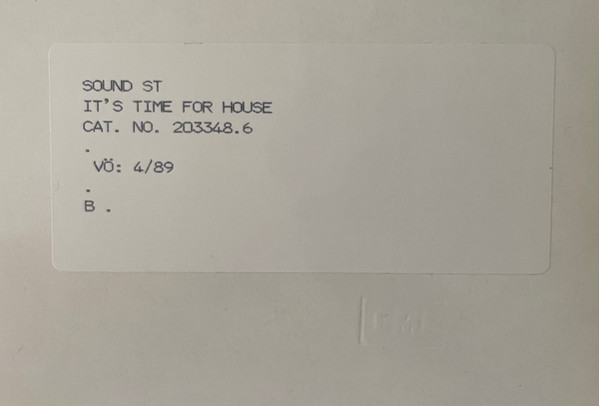 SOUND ST
IT'S TIME FOR HOUSE
CAT. NO. 203348.6
.
VÖ: 4/89
.
B .